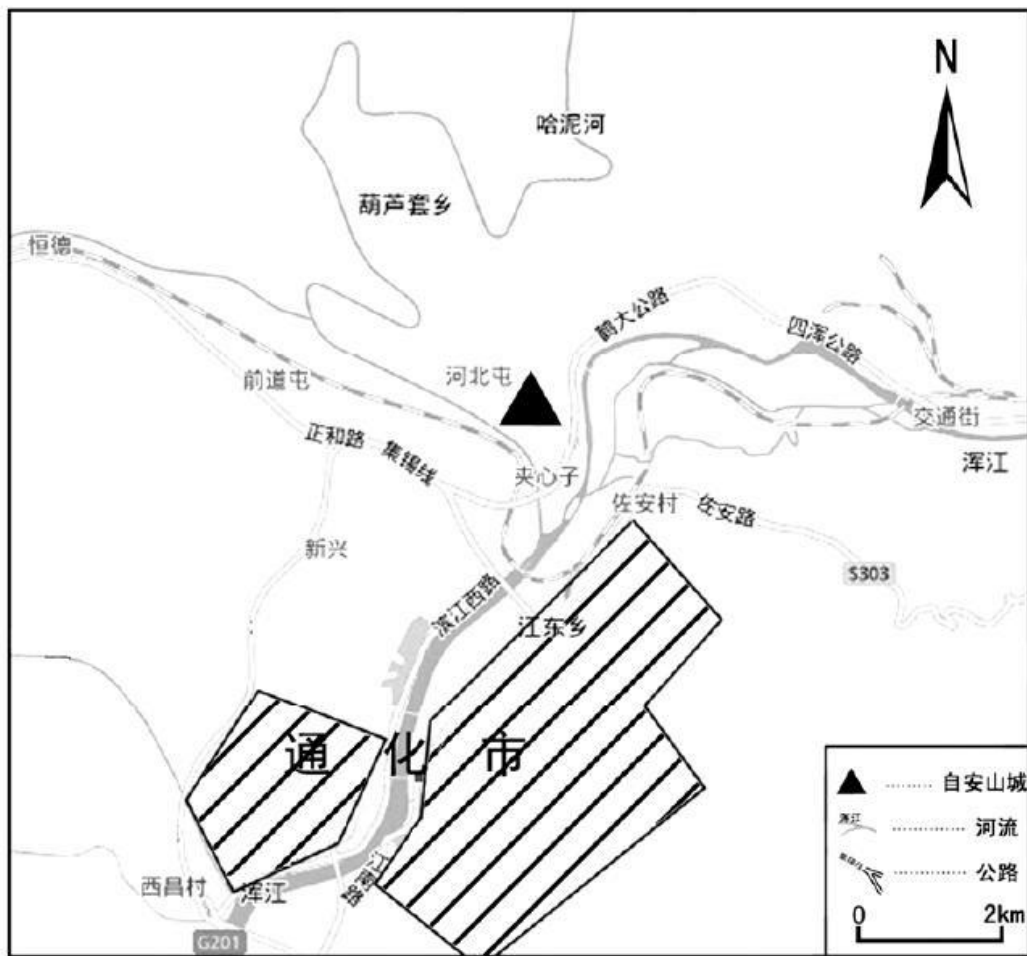 N
哈泥河
葫芦套乡
恒德
鹤大公路
四浑公路
前道屯
河北屯
交通街
正和路
集锡线
浑江
夹心子
佐安村
佐安路
新兴
S303
滨江西路
江东乡
通化市
自安山城
浑江
河流
公路
江南路
西昌村
浑江
0
2km
G201